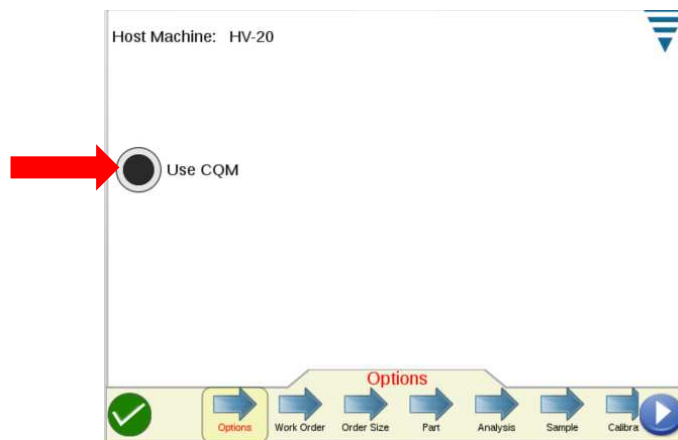 Host Machine: HV-20
Use CQM
Options
Options Work Order Order Size Part Analysis Sample Calibra